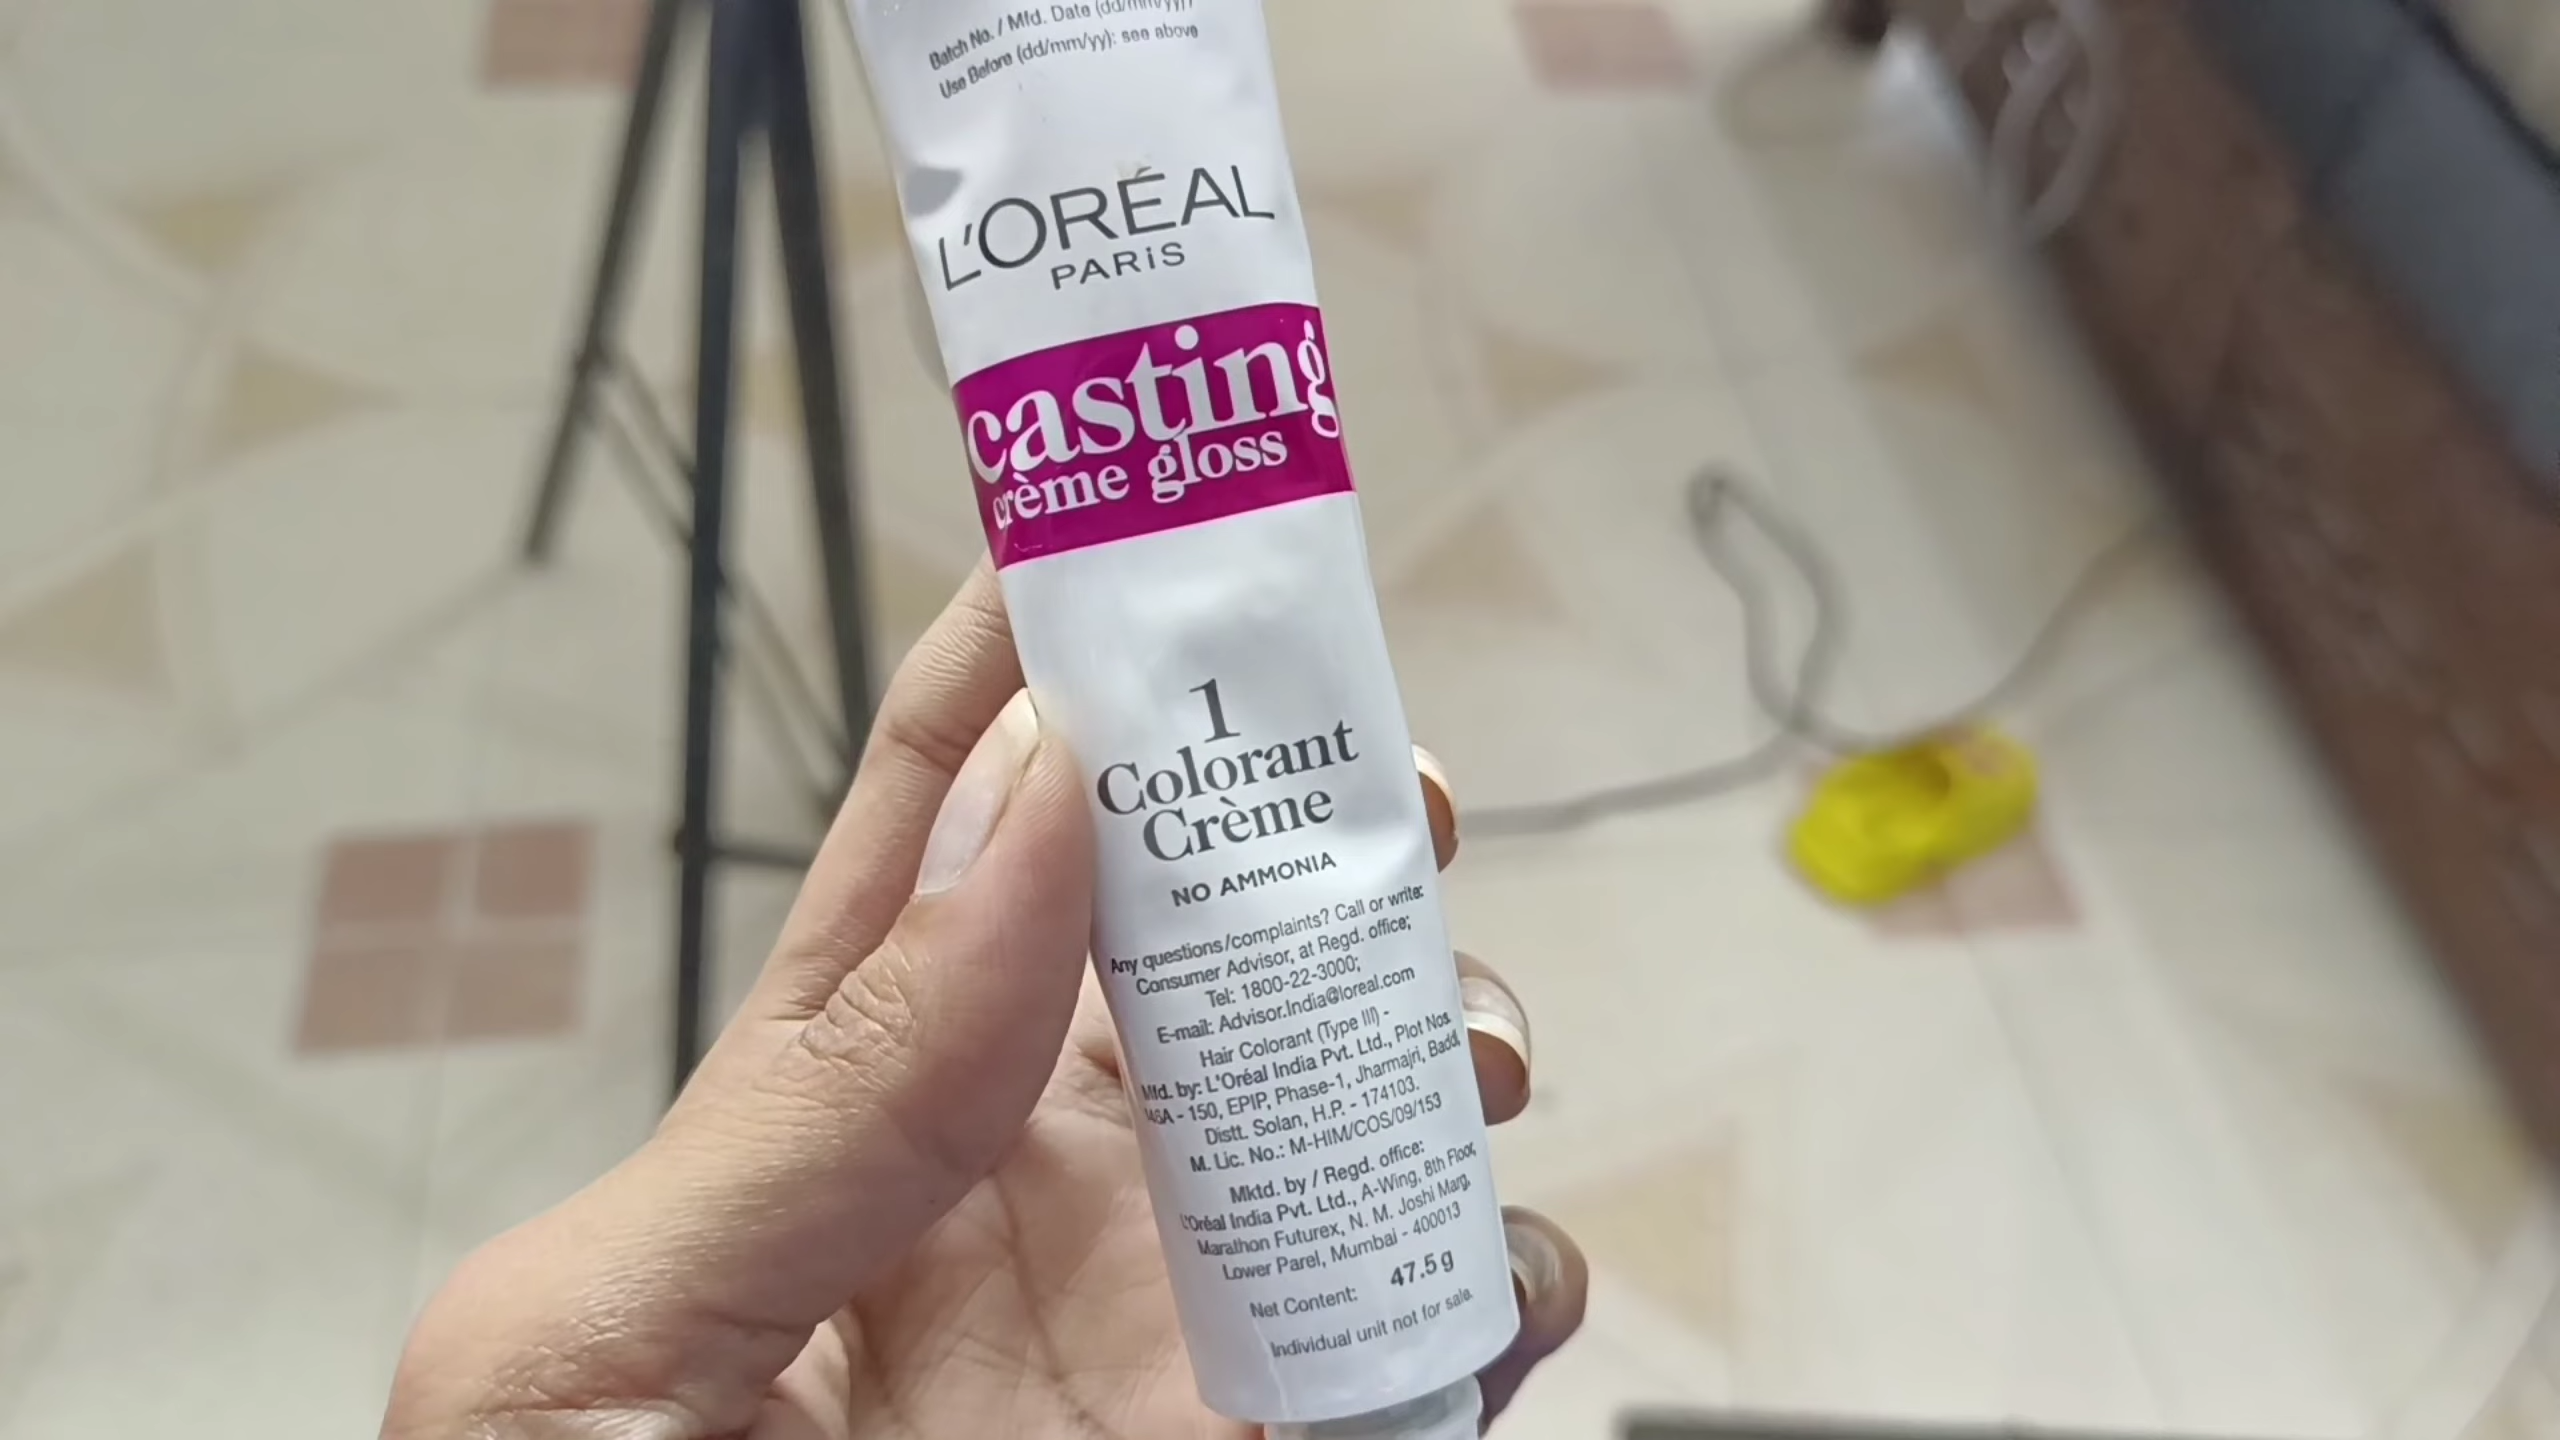 Batch No. / Mfd. Date (dd/mm/yy)
Use Before (dd/mm/yy): see above
L'ORÉAL
PARiS
casting
crème gloss
1
Colorant
Crème
NO AMMONIA
Any questions/complaints? Call or write:
Consumer Advisor, at Regd. office;
Tel: 1800-22-3000;
E-mail: Advisor.India@loreal.com
Hair Colorant (Type III) -
Mfd. by: L'Oréal India Pvt. Ltd., Plot Nos.
146A - 150, EPIP, Phase-1, Jharmajri, Baddi,
Distt. Solan, H.P. - 174103.
M. Lic. No.: M-HIM/COS/09/153
Mktd. by / Regd. office:
L'Oréal India Pvt. Ltd., A-Wing, 8th Floor,
Marathon Futurex, N. M. Joshi Marg,
Lower Parel, Mumbai - 400013
Net Content: 47.5 g
Individual unit not for sale.